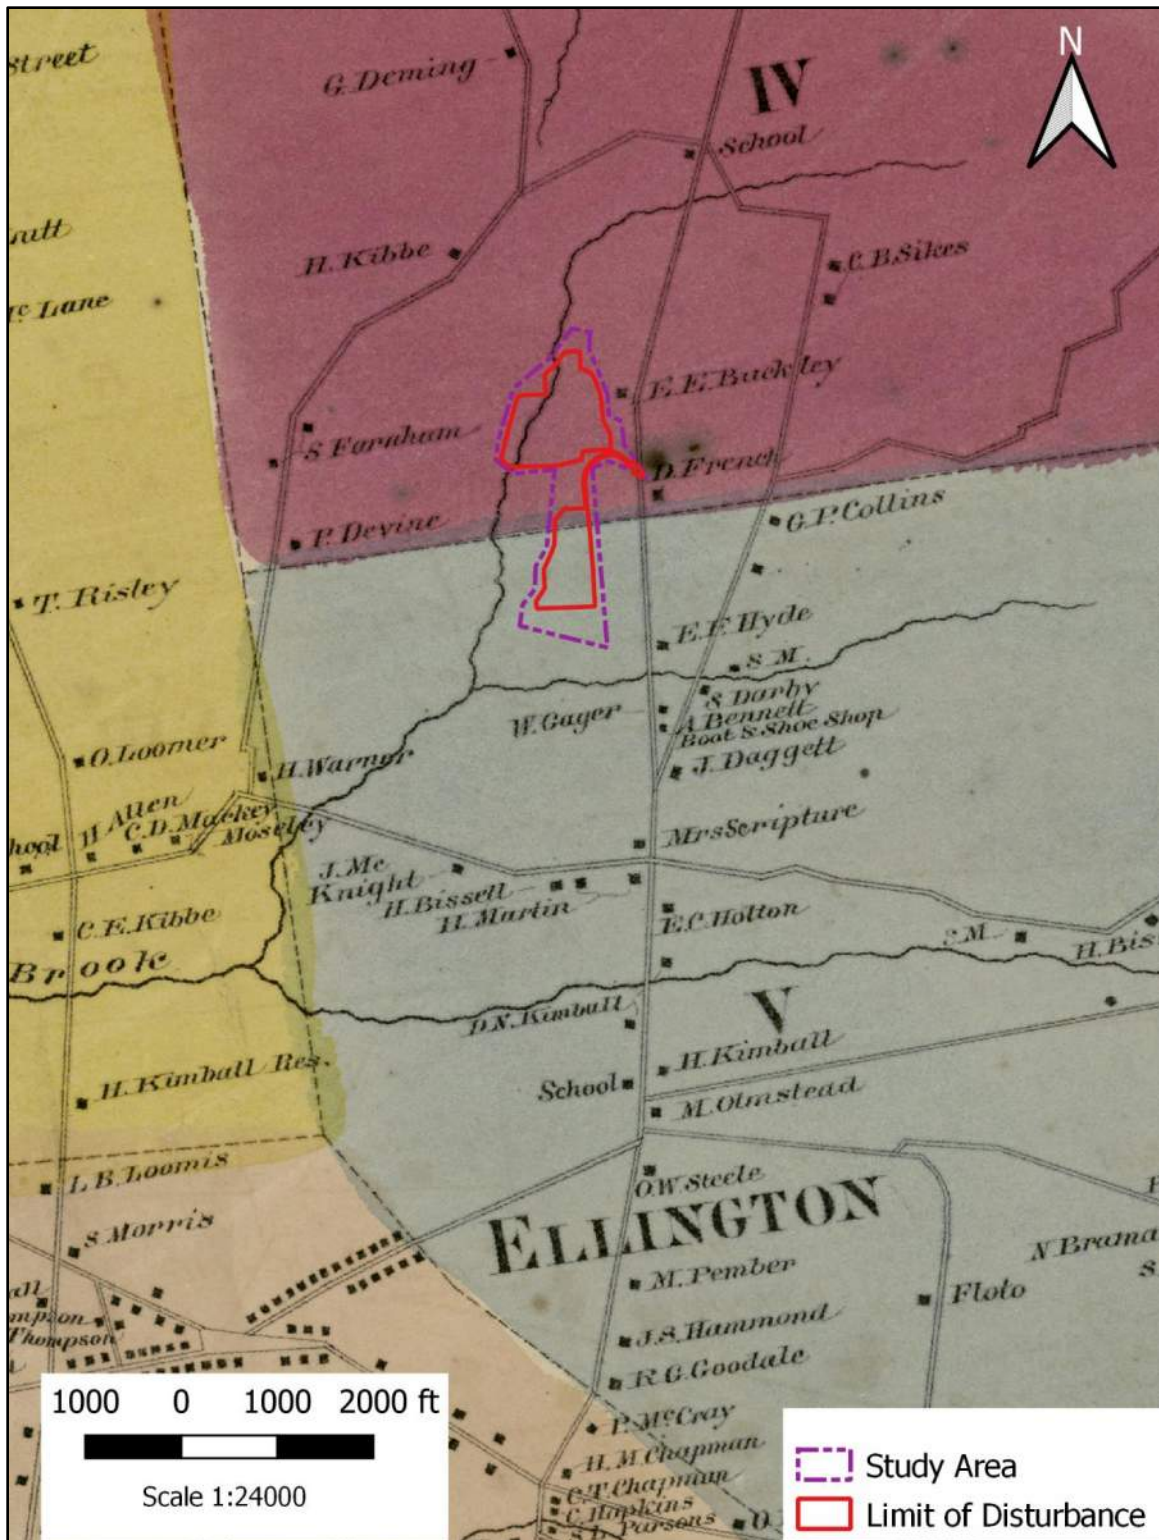 Street
N
G. Deming
IV
School
H. Kibbe
C. B. Sikes
Mc Lane
E. E. Buckley
S. Farnham
D. French
P. Devine
G. P. Collins
T. Risley
E. F. Hyde
S. M.
S Darby
W. Gager
A Bennett
Boot & Shoe Shop
J. Daggett
O. Loomer
H. Warner
H Allen
C. D. Mackey
Moseley
Mrs Scripture
J. Mc
Knight
H. Bissell
H. Martin
C. E. Kibbe
E. C. Holton
S. M.
H. Bis
Brook
D. N. Kimball
V
H. Kimball
H. Kimball Res.
School
M. Olmstead
L. B. Loomis
O. W. Steele
S. Morris
ELLINGTON
N. Brama
M. Pember
Floto
Thompson
J. S. Hammond
R. G. Goodale
P. McCray
H. M. Chapman
C. T. Chapman
C. Hopkins
Parsons
1000 0 1000 2000 ft
Scale 1:24000
Study Area
Limit of Disturbance